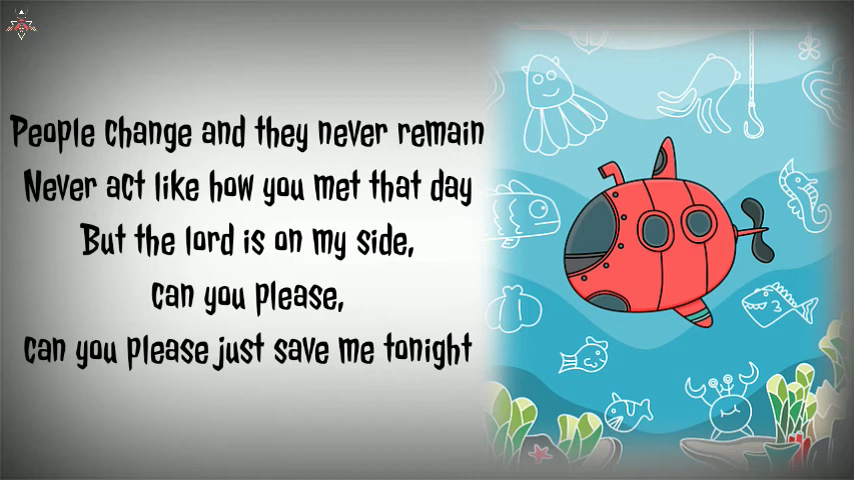 People change and they never remain
Never act like how you met that day
But the lord is on my side,
can you please,
can you please just save me tonight